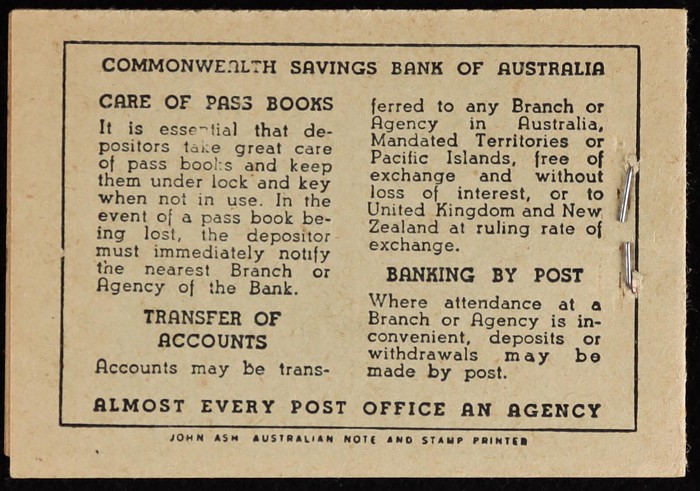 COMMONWEALTH SAVINGS BANK OF AUSTRALIA
CARE OF PASS BOOKS
It is essential that de-
positors take great care
of pass books and keep
them under lock and key
when not in use. In the
event of a pass book be-
ing lost, the depositor
must immediately notify
the nearest Branch or
Agency of the Bank.
TRANSFER OF
ACCOUNTS
Accounts may be trans-
ferred to any Branch or
Agency in Australia,
Mandated Territories or
Pacific Islands, free of
exchange and without
loss of interest, or to
United Kingdom and New
Zealand at ruling rate of
exchange.
BANKING BY POST
Where attendance at a
Branch or Agency is in-
convenient, deposits or
withdrawals may be
made by post.
ALMOST EVERY POST OFFICE AN AGENCY
JOHN ASH AUSTRALIAN NOTE AND STAMP PRINTER